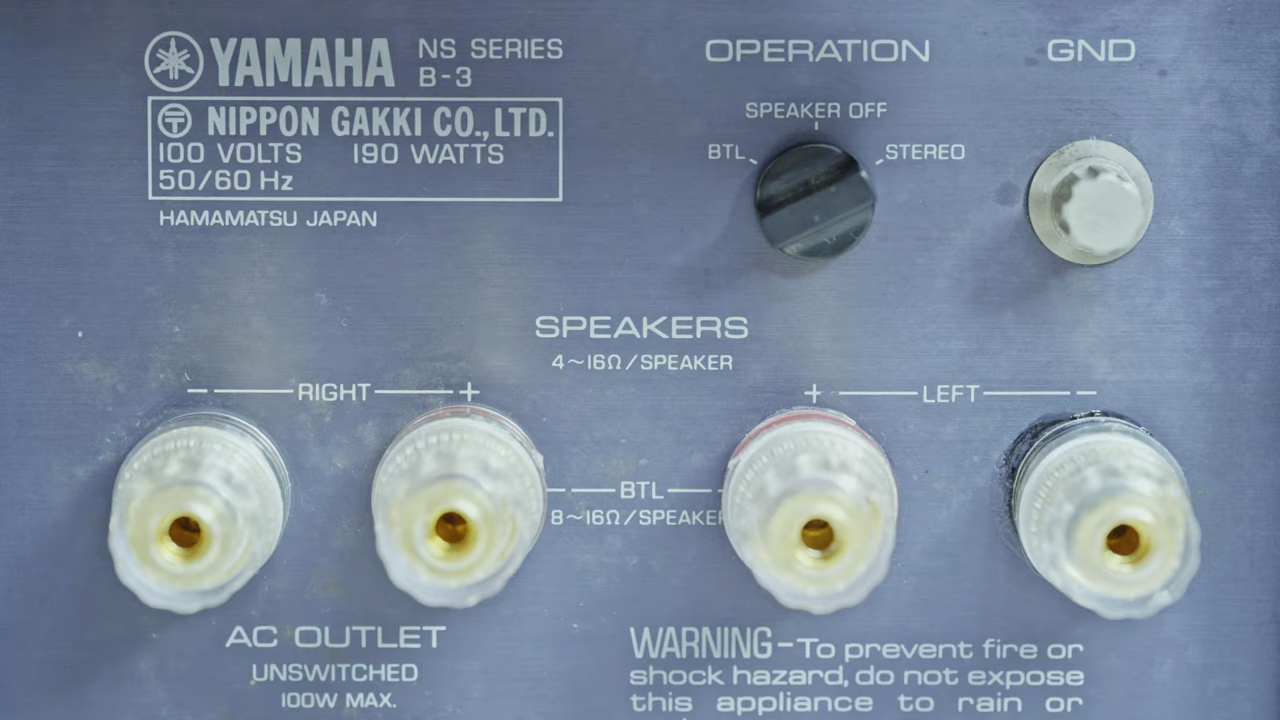 YAMAHA NS SERIES
B-3
NIPPON GAKKI CO., LTD.
100 VOLTS 190 WATTS
50/60 Hz
HAMAMATSU JAPAN
OPERATION
SPEAKER OFF
BTL STEREO
GND
SPEAKERS
4~16Ω/SPEAKER
− RIGHT +
+ LEFT −
− BTL −
8~16Ω/SPEAKER
AC OUTLET
UNSWITCHED
100W MAX.
WARNING-To prevent fire or
shock hazard, do not expose
this appliance to rain or